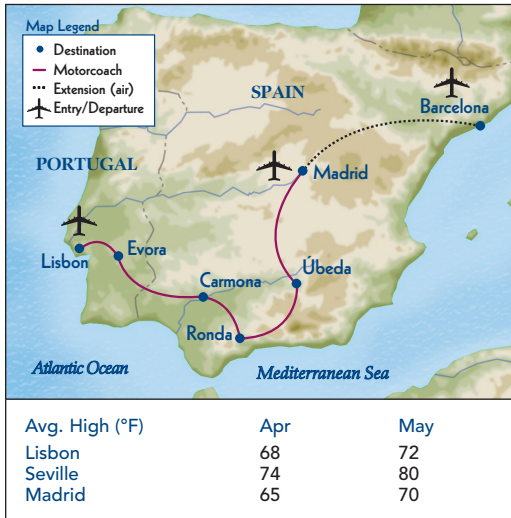 Map Legend
Destination
Motorcoach
Extension (air)
Entry/Departure
SPAIN
Barcelona
PORTUGAL
Madrid
Lisbon
Evora
Carmona
Úbeda
Ronda
Atlantic Ocean
Mediterranean Sea
Avg. High (°F) Apr May
Lisbon 68 72
Seville 74 80
Madrid 65 70